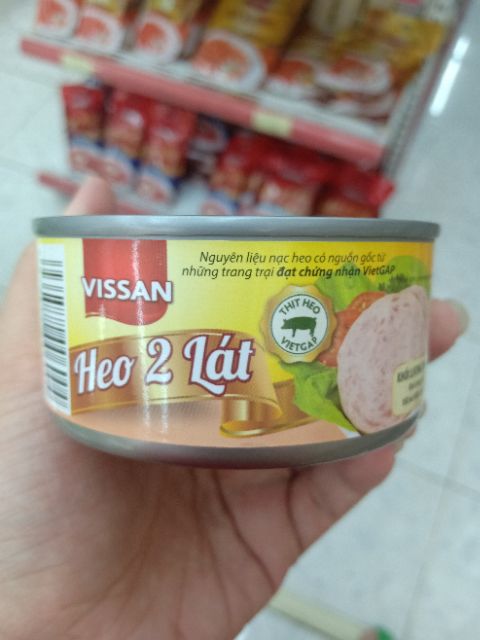 Nguyên liệu nạc heo có nguồn gốc từ
những trang trại đạt chứng nhận VietGAP
VISSAN
THỊT HEO
VIETGAP
Heo 2 Lát